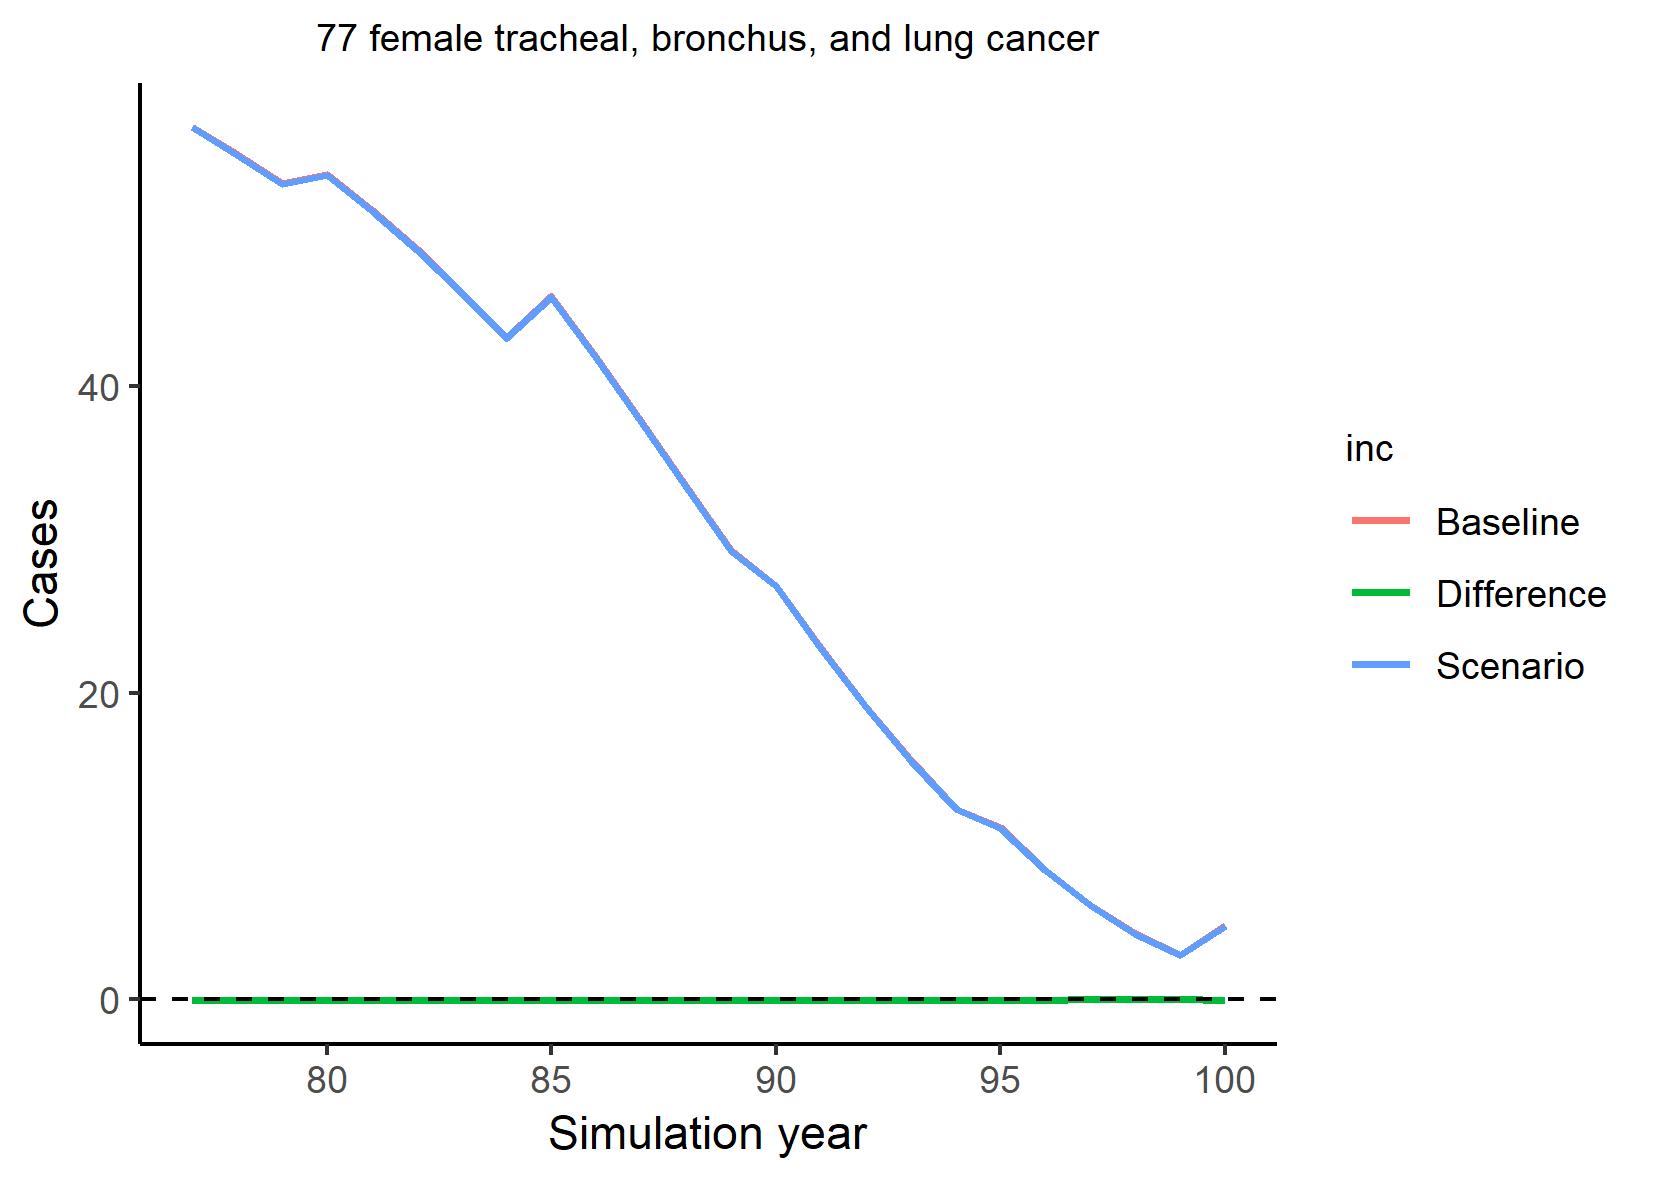 77 female tracheal, bronchus, and lung cancer
Cases
40
20
0
80 85 90 95 100
Simulation year
inc
Baseline
Difference
Scenario